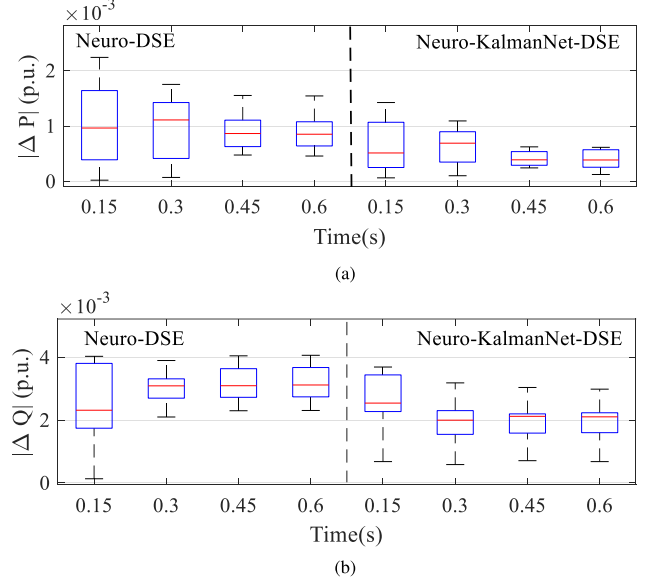 ×10⁻³
Neuro-DSE
Neuro-KalmanNet-DSE
|Δ P| (p.u.)
2
1
0
0.15 0.3 0.45 0.6 0.15 0.3 0.45 0.6
Time(s)
(a)
×10⁻³
Neuro-DSE
Neuro-KalmanNet-DSE
|Δ Q| (p.u.)
4
2
0
0.15 0.3 0.45 0.6 0.15 0.3 0.45 0.6
Time(s)
(b)